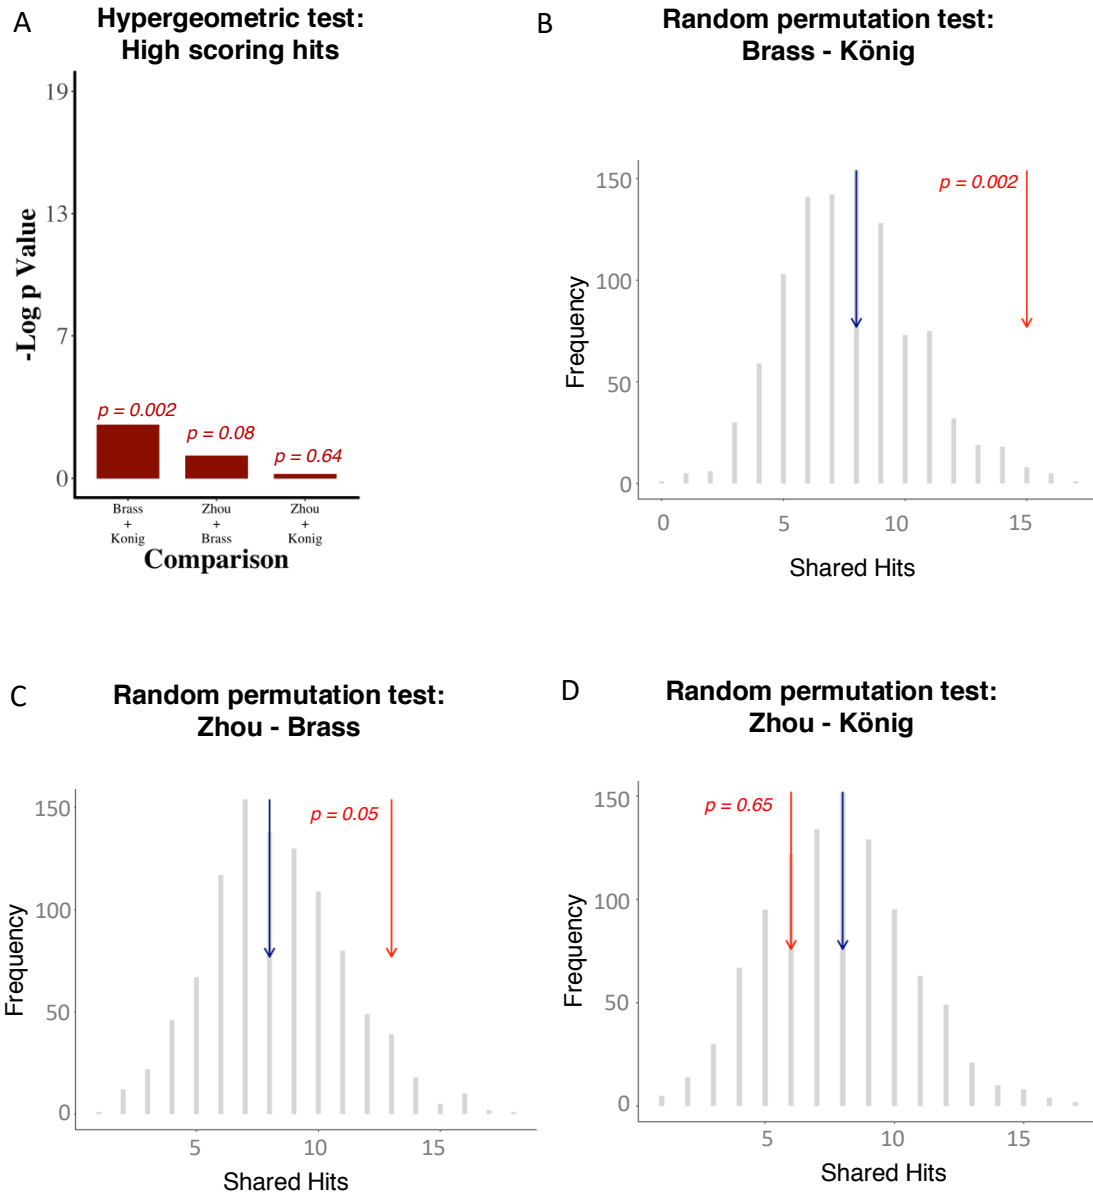 A
Hypergeometric test:
High scoring hits
19
13
7
0
-Log p Value
p = 0.002
p = 0.08
p = 0.64
Brass
+
Konig
Zhou
+
Brass
Zhou
+
Konig
Comparison
B
Random permutation test:
Brass - König
150
100
50
0
Frequency
p = 0.002
0
5
10
15
Shared Hits
C
Random permutation test:
Zhou - Brass
150
100
50
0
Frequency
p = 0.05
5
10
15
Shared Hits
D
Random permutation test:
Zhou - König
150
100
50
0
Frequency
p = 0.65
5
10
15
Shared Hits